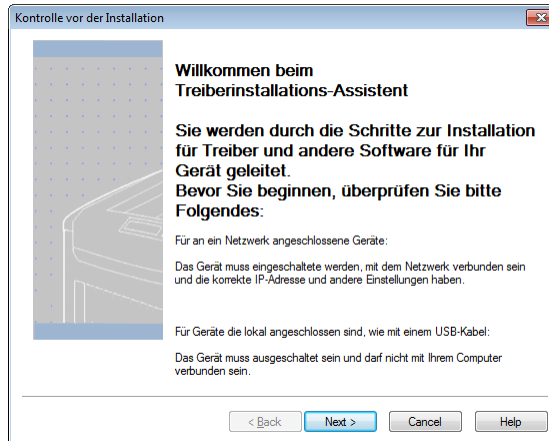 Kontrolle vor der Installation
Willkommen beim
Treiberinstallations-Assistent
Sie werden durch die Schritte zur Installation
für Treiber und andere Software für Ihr
Gerät geleitet.
Bevor Sie beginnen, überprüfen Sie bitte
Folgendes:
Für an ein Netzwerk angeschlossene Geräte:
Das Gerät muss eingeschaltete werden, mit dem Netzwerk verbunden sein
und die korrekte IP-Adresse und andere Einstellungen haben.
Für Geräte die lokal angeschlossen sind, wie mit einem USB-Kabel:
Das Gerät muss ausgeschaltet sein und darf nicht mit Ihrem Computer
verbunden sein.
< Back Next > Cancel Help